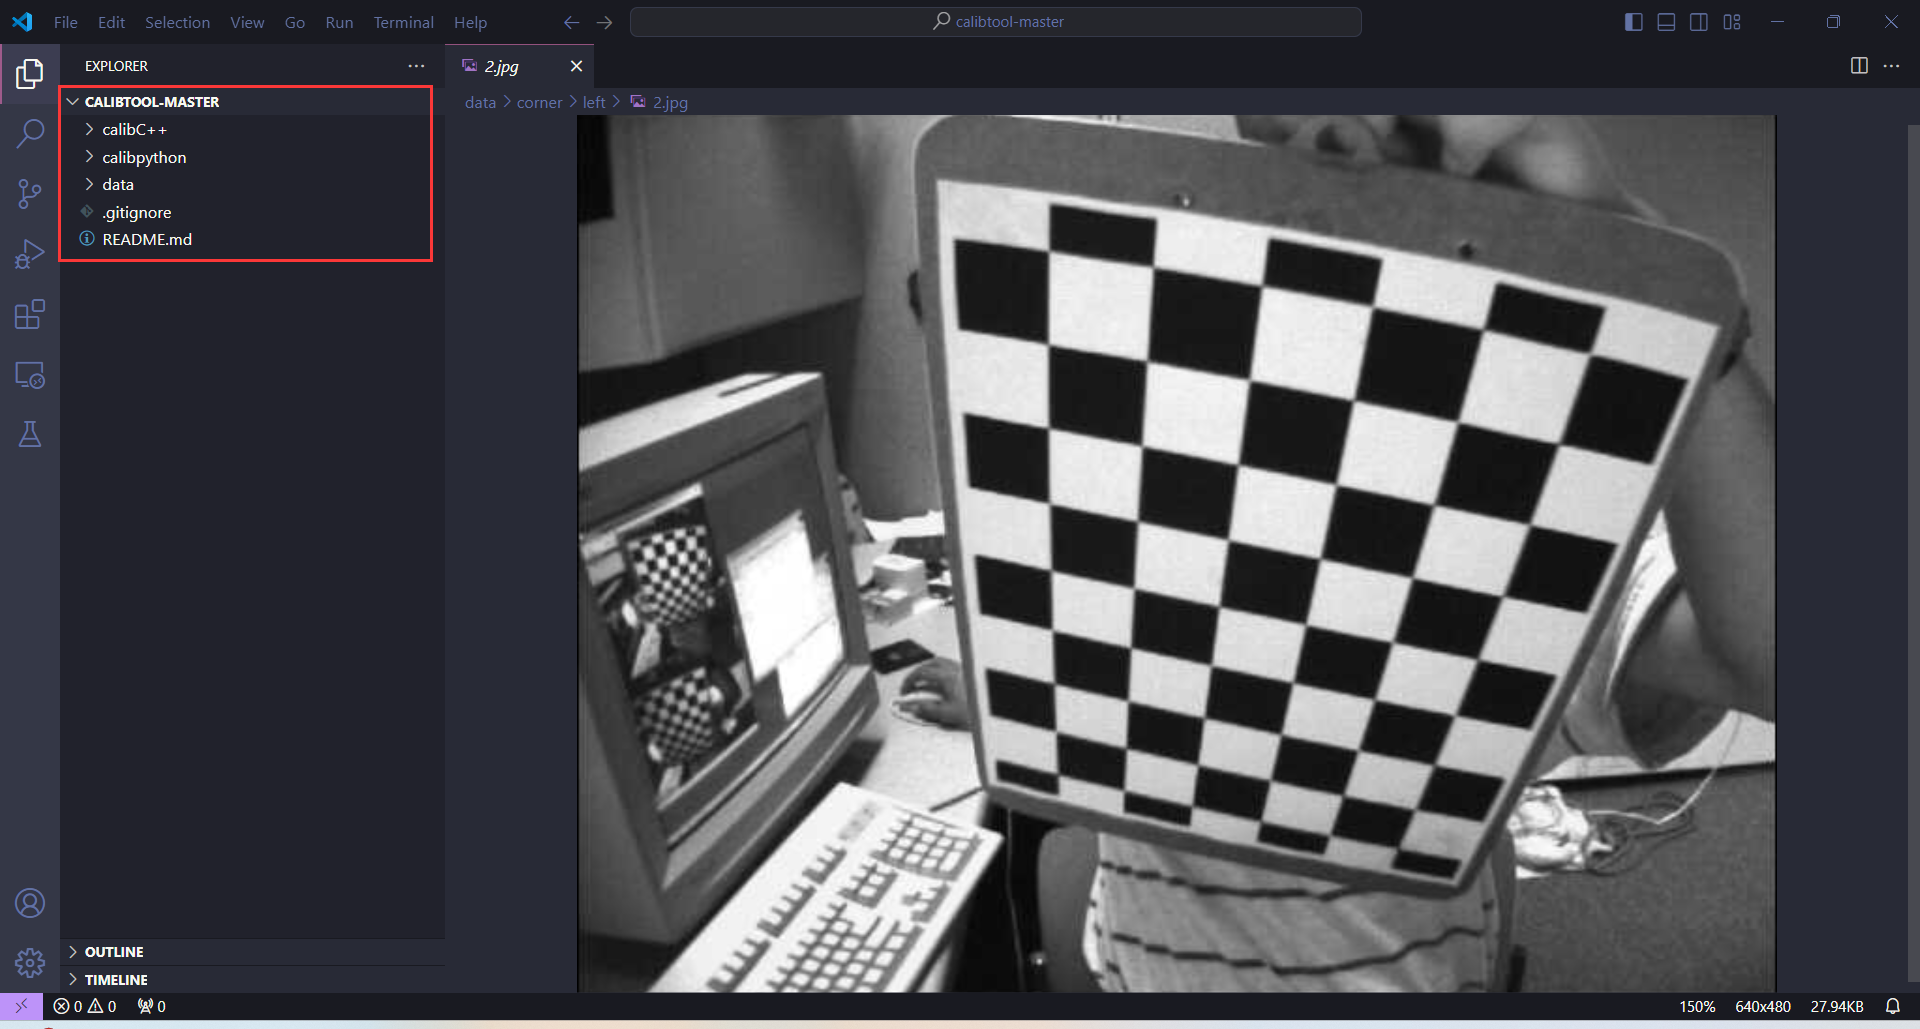 File Edit Selection View Go Run Terminal Help calibtool-master
EXPLORER
2.jpg
CALIBTOOL-MASTER
data corner left 2.jpg
calibC++
calibpython
data
.gitignore
README.md
OUTLINE
TIMELINE
0 0 0 150% 640x480 27.94KB